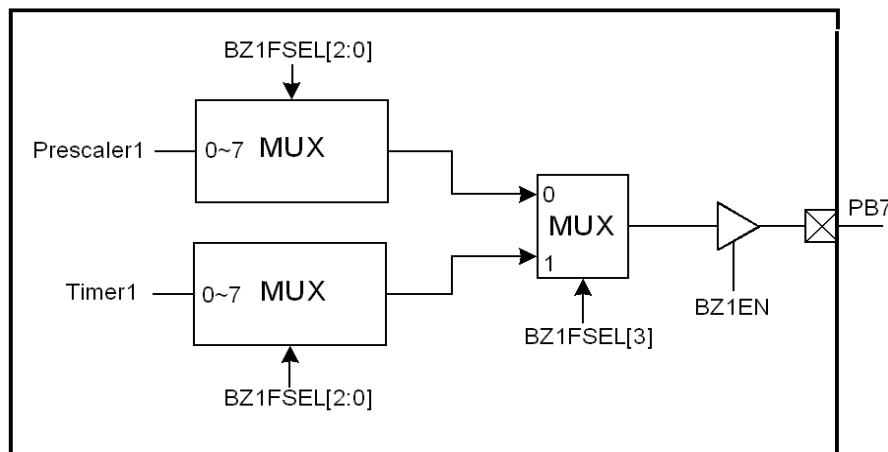 BZ1FSEL[2:0]
Prescaler1
0~7 MUX
0
MUX
1
PB7
Timer1
0~7 MUX
BZ1EN
BZ1FSEL[3]
BZ1FSEL[2:0]